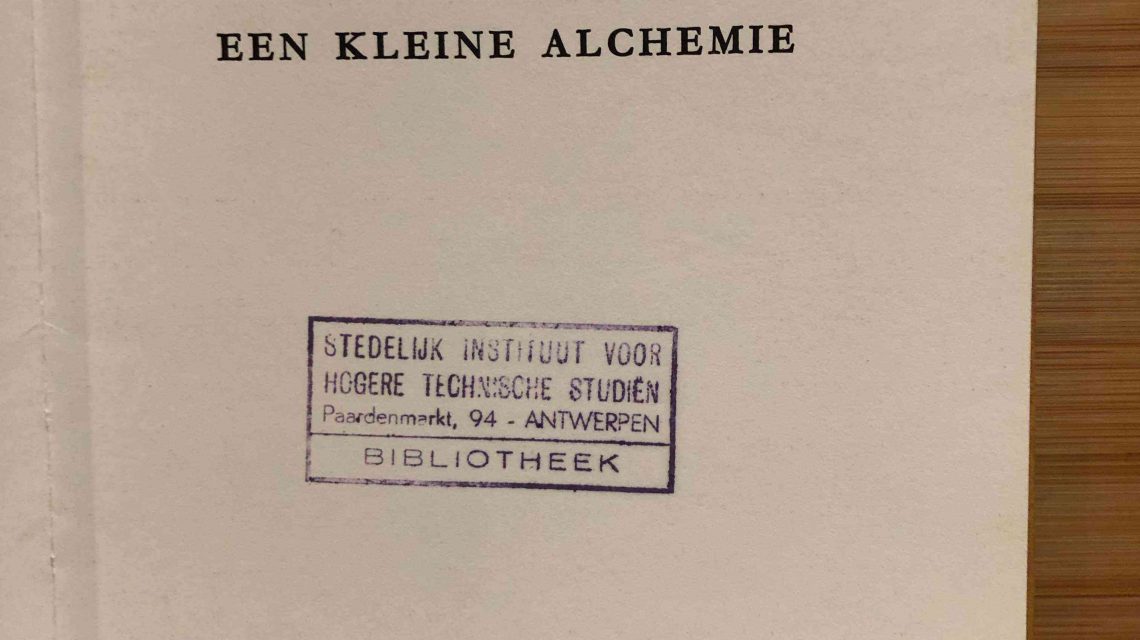 EEN KLEINE ALCHEMIE
STEDELIJK INSTITUUT VOOR
HOGERE TECHNISCHE STUDIËN
Paardenmarkt, 94 - ANTWERPEN
BIBLIOTHEEK